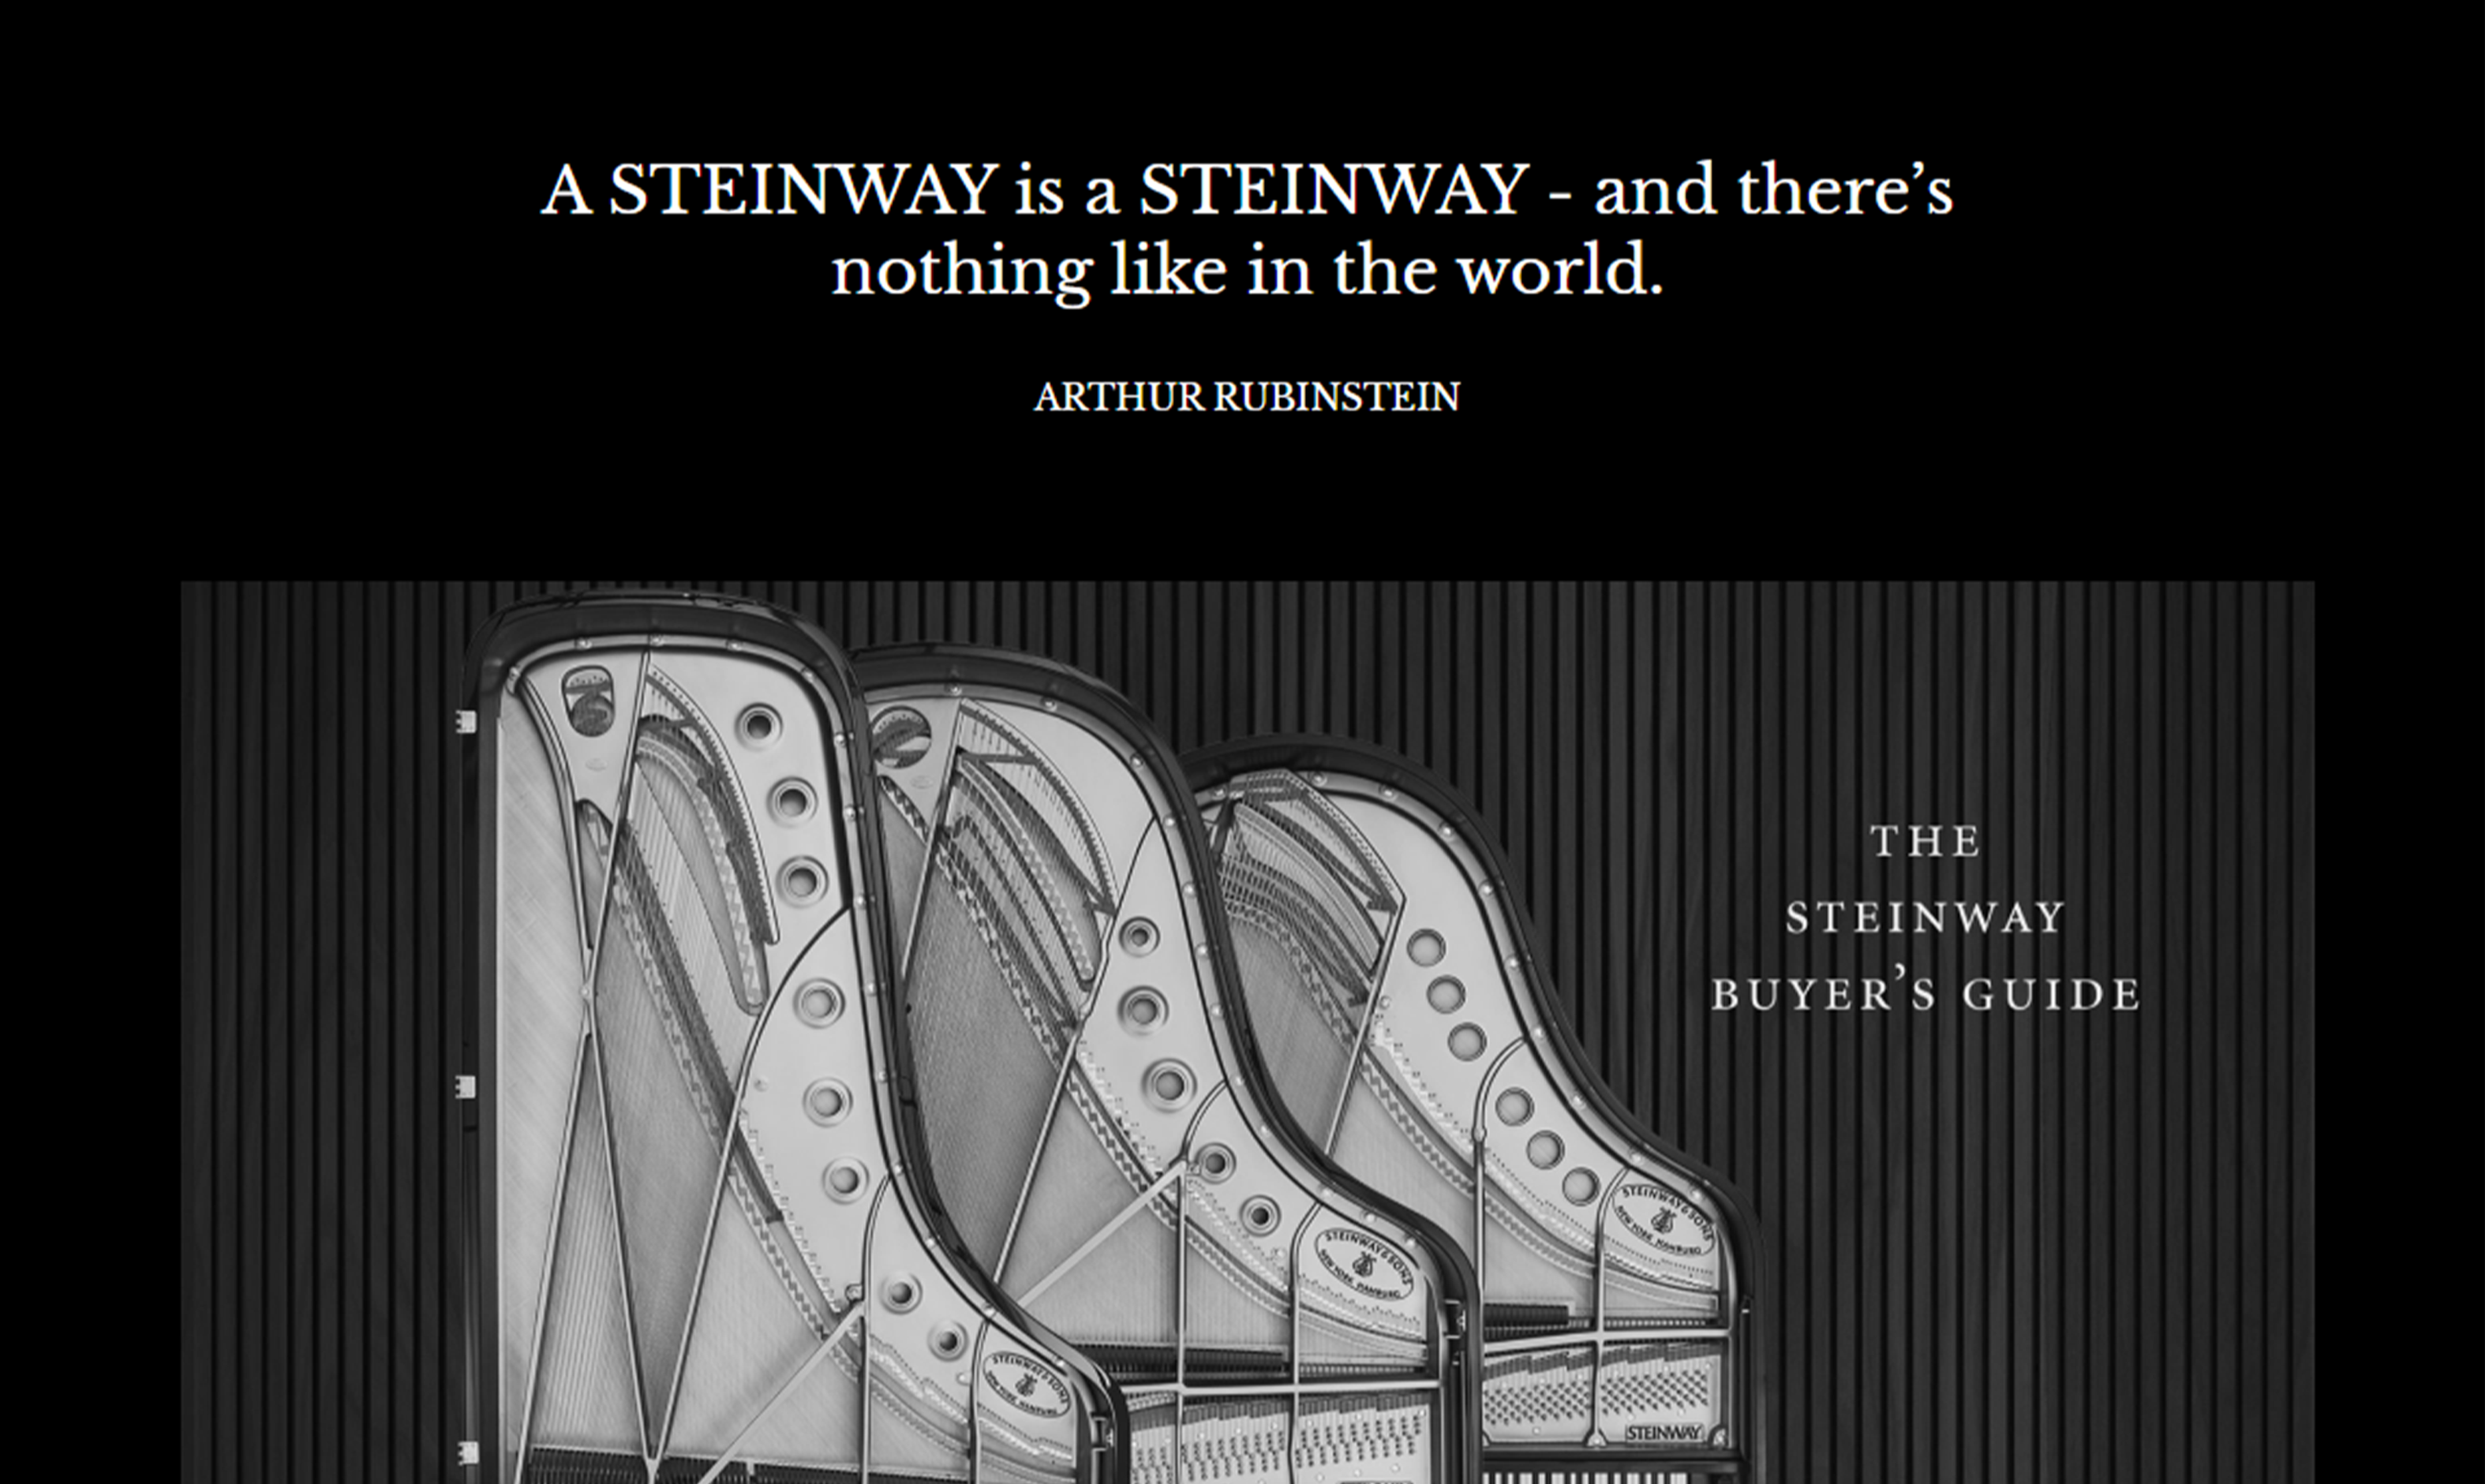 A STEINWAY is a STEINWAY - and there’s
nothing like in the world.
ARTHUR RUBINSTEIN
THE
STEINWAY
BUYER’S GUIDE
STEINWAY & SONS
NEW YORK HAMBURG
STEINWAY & SONS
NEW YORK HAMBURG
STEINWAY & SONS
NEW YORK HAMBURG
STEINWAY